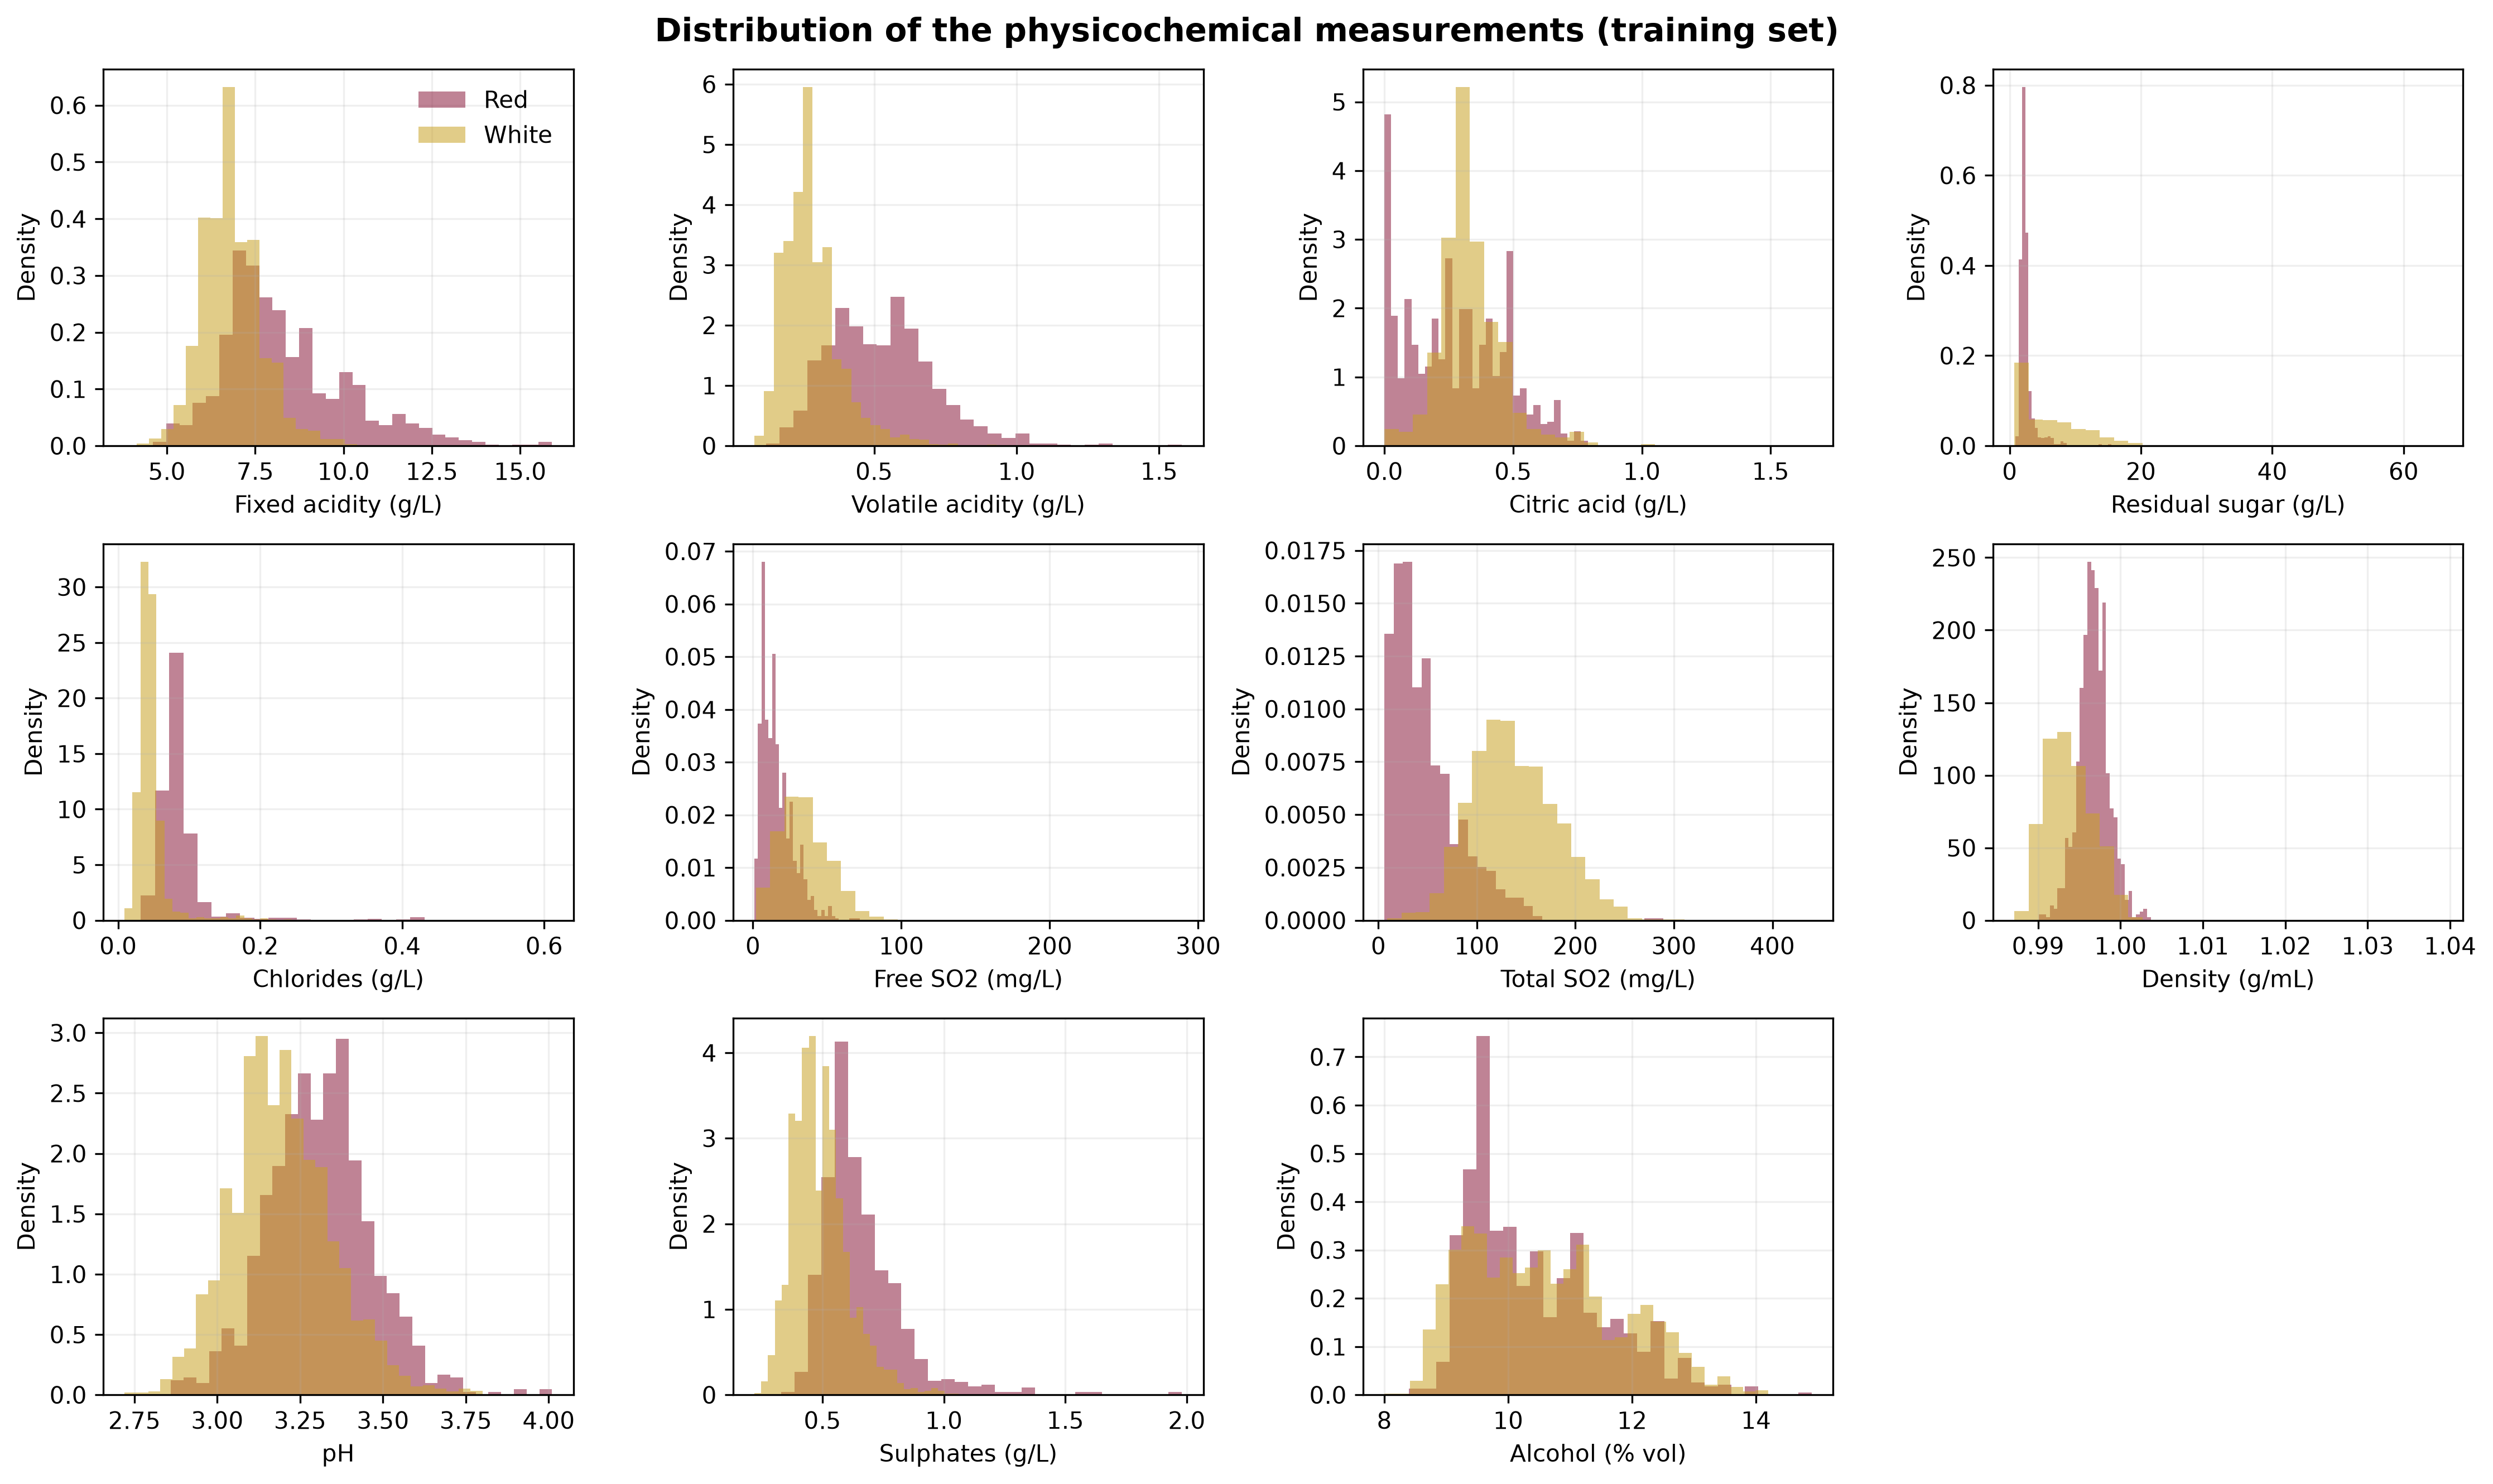 Distribution of the physicochemical measurements (training set)
Density
0.6
0.5
0.4
0.3
0.2
0.1
0.0
Red
White
5.0 7.5 10.0 12.5 15.0
Fixed acidity (g/L)
Density
6
5
4
3
2
1
0
0.5 1.0 1.5
Volatile acidity (g/L)
Density
5
4
3
2
1
0
0.0 0.5 1.0 1.5
Citric acid (g/L)
Density
0.8
0.6
0.4
0.2
0.0
0 20 40 60
Residual sugar (g/L)
Density
30
25
20
15
10
5
0
0.0 0.2 0.4 0.6
Chlorides (g/L)
Density
0.07
0.06
0.05
0.04
0.03
0.02
0.01
0.00
0 100 200 300
Free SO2 (mg/L)
Density
0.0175
0.0150
0.0125
0.0100
0.0075
0.0050
0.0025
0.0000
0 100 200 300 400
Total SO2 (mg/L)
Density
250
200
150
100
50
0
0.99 1.00 1.01 1.02 1.03 1.04
Density (g/mL)
Density
3.0
2.5
2.0
1.5
1.0
0.5
0.0
2.75 3.00 3.25 3.50 3.75 4.00
pH
Density
4
3
2
1
0
0.5 1.0 1.5 2.0
Sulphates (g/L)
Density
0.7
0.6
0.5
0.4
0.3
0.2
0.1
0.0
8 10 12 14
Alcohol (% vol)